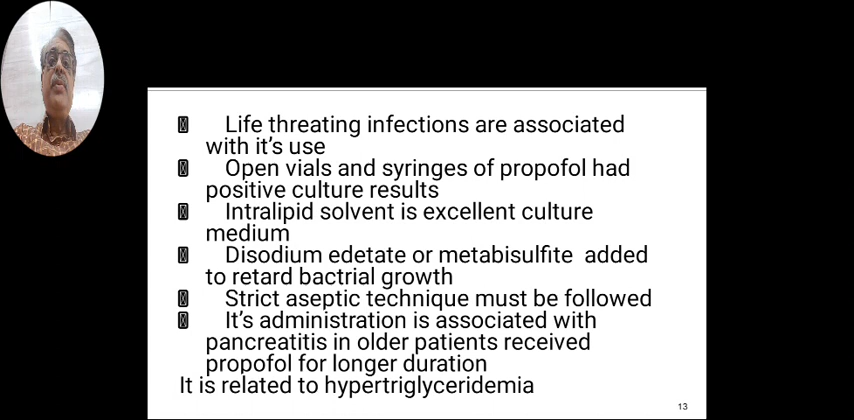 Life threating infections are associated
with it's use
Open vials and syringes of propofol had
positive culture results
Intralipid solvent is excellent culture
medium
Disodium edetate or metabisulfite added
to retard bactrial growth
Strict aseptic technique must be followed
It's administration is associated with
pancreatitis in older patients received
propofol for longer duration
It is related to hypertriglyceridemia
13